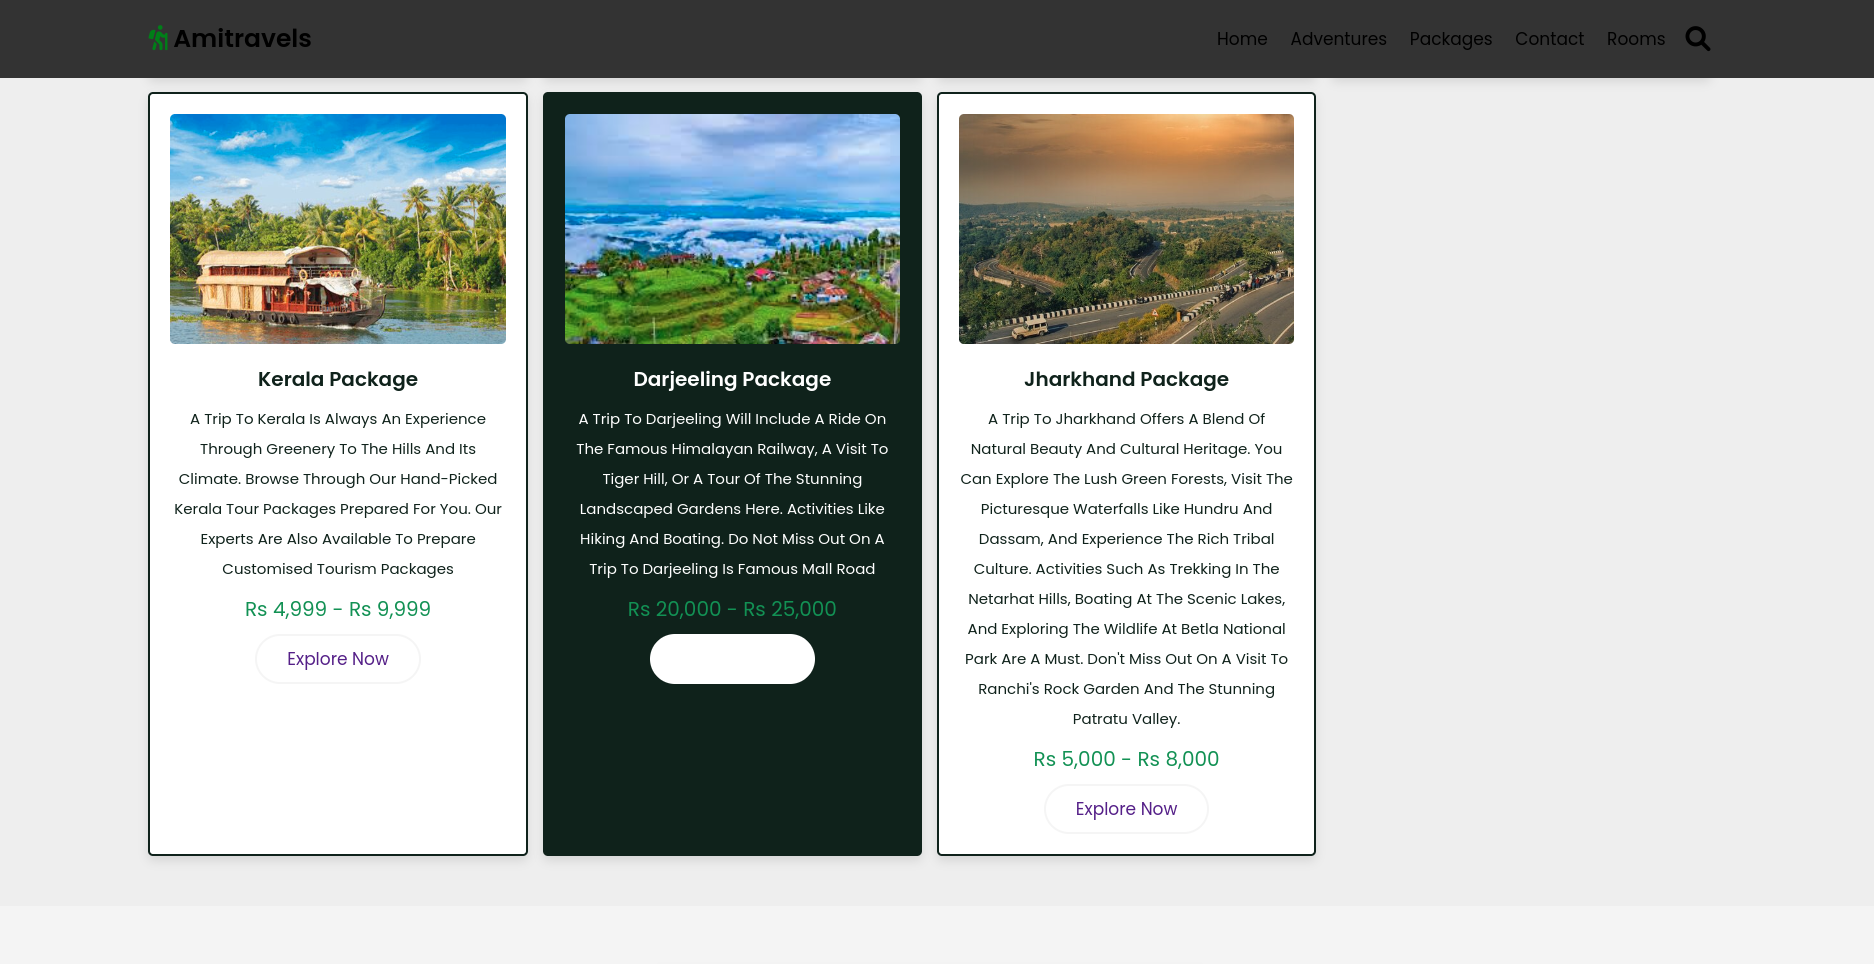 Amitravels
Home Adventures Packages Contact Rooms
Kerala Package
A Trip To Kerala Is Always An Experience
Through Greenery To The Hills And Its
Climate. Browse Through Our Hand-Picked
Kerala Tour Packages Prepared For You. Our
Experts Are Also Available To Prepare
Customised Tourism Packages
Rs 4,999 - Rs 9,999
Explore Now
Darjeeling Package
A Trip To Darjeeling Will Include A Ride On
The Famous Himalayan Railway, A Visit To
Tiger Hill, Or A Tour Of The Stunning
Landscaped Gardens Here. Activities Like
Hiking And Boating. Do Not Miss Out On A
Trip To Darjeeling Is Famous Mall Road
Rs 20,000 - Rs 25,000
Jharkhand Package
A Trip To Jharkhand Offers A Blend Of
Natural Beauty And Cultural Heritage. You
Can Explore The Lush Green Forests, Visit The
Picturesque Waterfalls Like Hundru And
Dassam, And Experience The Rich Tribal
Culture. Activities Such As Trekking In The
Netarhat Hills, Boating At The Scenic Lakes,
And Exploring The Wildlife At Betla National
Park Are A Must. Don't Miss Out On A Visit To
Ranchi's Rock Garden And The Stunning
Patratu Valley.
Rs 5,000 - Rs 8,000
Explore Now